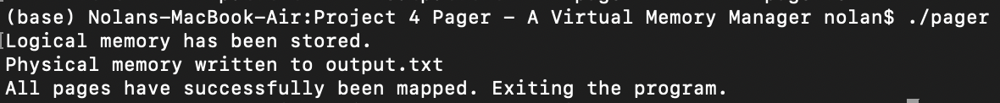 (base) Nolans-MacBook-Air:Project 4 Pager - A Virtual Memory Manager nolan$ ./pager
[Logical memory has been stored.
Physical memory written to output.txt
All pages have successfully been mapped. Exiting the program.